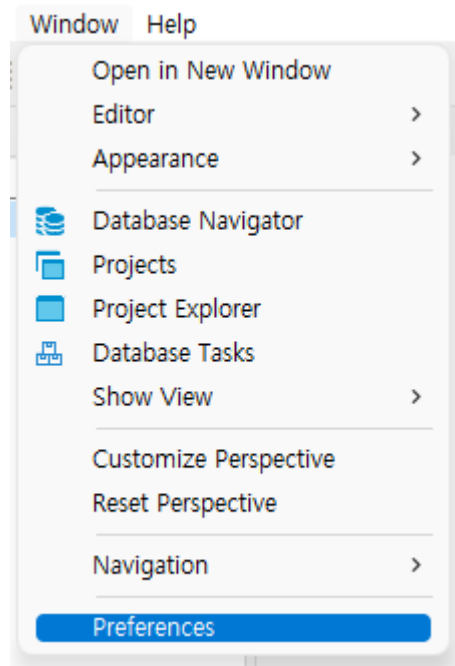 Window Help
Open in New Window
Editor
Appearance
Database Navigator
Projects
Project Explorer
Database Tasks
Show View
Customize Perspective
Reset Perspective
Navigation
Preferences